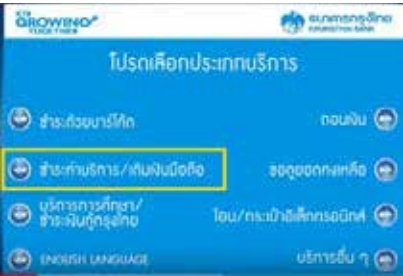 KTB
GROWING
TOGETHER
ธนาคารกรุงไทย
KRUNGTHAI BANK
โปรดเลือกประเภทบริการ
ชำระด้วยบาร์โค้ด
ถอนเงิน
ชำระค่าบริการ/เติมเงินมือถือ
ขอดูยอดคงเหลือ
บริการการศึกษา/
ชำระเงินกู้กรุงไทย
โอน/กระเป๋าอิเล็กทรอนิกส์
ENGLISH LANGUAGE
บริการอื่น ๆ